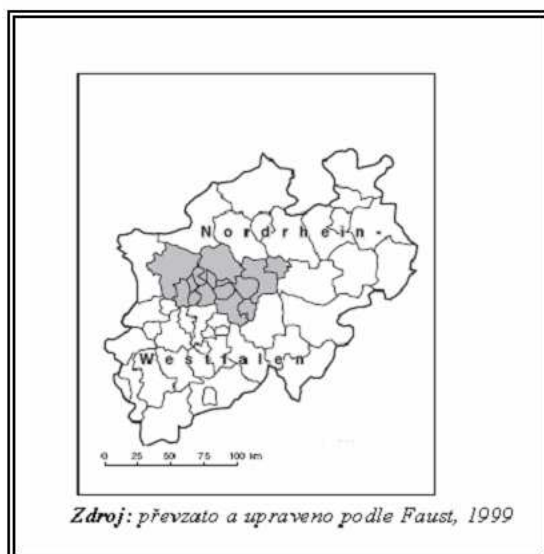 Nordrhein-
Westfalen
0 25 50 75 100 km
Zdroj: převzato a upraveno podle Faust, 1999